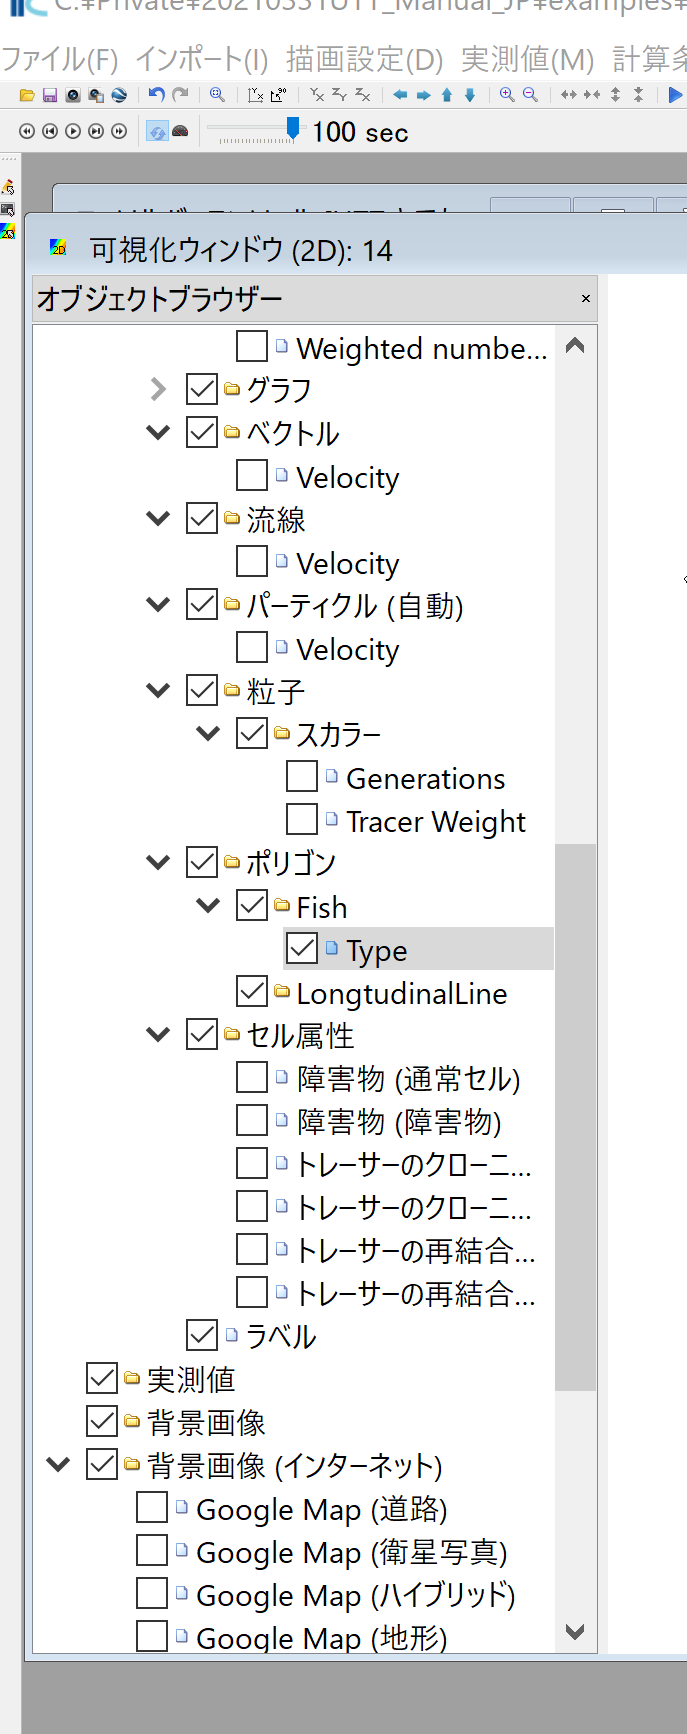 C:¥Private¥20210331UTT_Manual_JP¥examples¥
ファイル(F) インポート(I) 描画設定(D) 実測値(M) 計算条
100 sec
可視化ウィンドウ (2D): 14
オブジェクトブラウザー
Weighted numbe...
グラフ
ベクトル
Velocity
流線
Velocity
パーティクル (自動)
Velocity
粒子
スカラー
Generations
Tracer Weight
ポリゴン
Fish
Type
LongtudinalLine
セル属性
障害物 (通常セル)
障害物 (障害物)
トレーサーのクローニ...
トレーサーのクローニ...
トレーサーの再結合...
トレーサーの再結合...
ラベル
実測値
背景画像
背景画像 (インターネット)
Google Map (道路)
Google Map (衛星写真)
Google Map (ハイブリッド)
Google Map (地形)